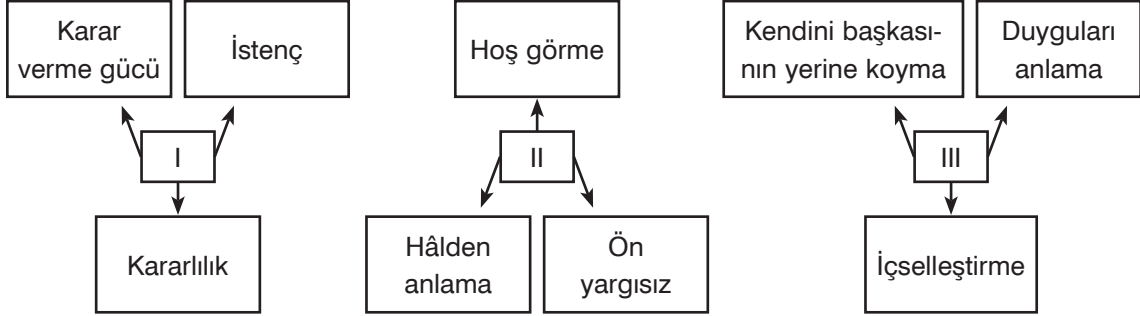 Karar
verme gücü
İstenç
I
Kararlılık
Hoş görme
II
Hâlden
anlama
Ön
yargısız
Kendini başkası-
nın yerine koyma
Duyguları
anlama
III
İçselleştirme